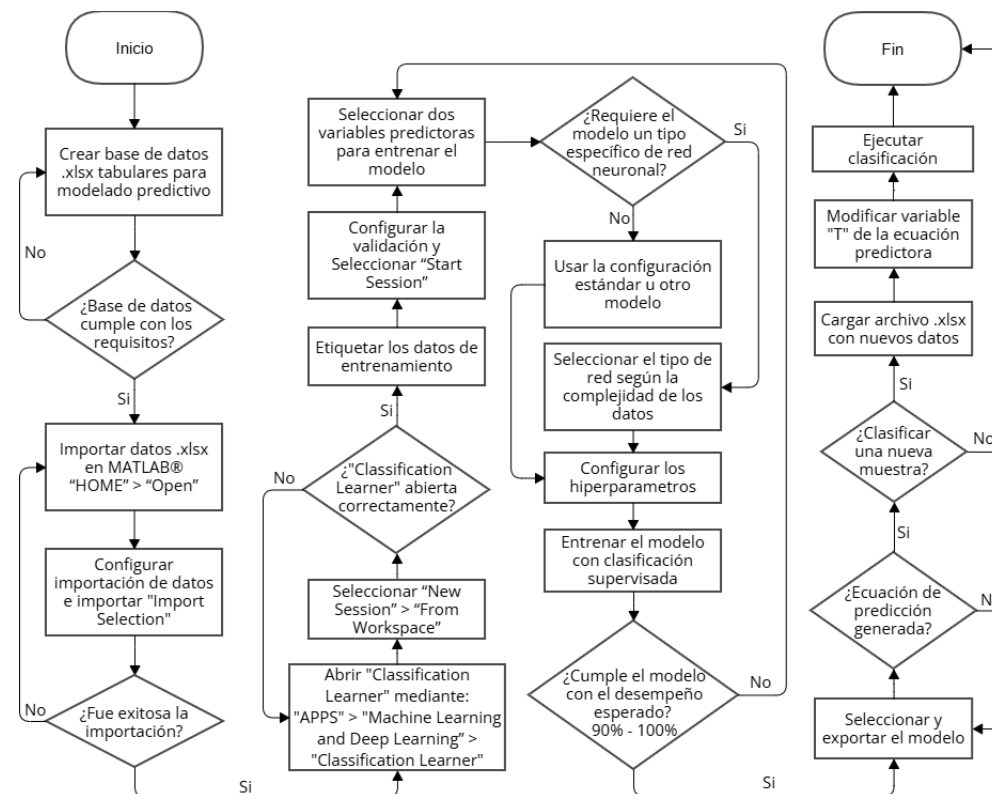 Inicio
Crear base de datos
.xlsx tabulares para
modelado predictivo
No
¿Base de datos
cumple con los
requisitos?
Si
Importar datos .xlsx
en MATLAB®
“HOME” > “Open”
Configurar
importación de datos
e importar "Import
Selection"
No
¿Fue exitosa la
importación?
Si
Abrir "Classification
Learner" mediante:
"APPS" > "Machine Learning
and Deep Learning” >
"Classification Learner"
Seleccionar “New
Session” > “From
Workspace”
No
¿"Classification
Learner" abierta
correctamente?
Si
Etiquetar los datos de
entrenamiento
Configurar la
validación y
Seleccionar “Start
Session”
Seleccionar dos
variables predictoras
para entrenar el
modelo
¿Requiere el
modelo un tipo
específico de red
neuronal?
Si
No
Usar la configuración
estándar u otro
modelo
Seleccionar el tipo de
red según la
complejidad de los
datos
Configurar los
hiperparametros
Entrenar el modelo
con clasificación
supervisada
¿Cumple el modelo
con el desempeño
esperado?
90% - 100%
No
Si
Seleccionar y
exportar el modelo
¿Ecuación de
predicción
generada?
Si
¿Clasificar
una nueva
muestra?
No
Si
Cargar archivo .xlsx
con nuevos datos
Modificar variable
"T" de la ecuación
predictora
Ejecutar
clasificación
Fin